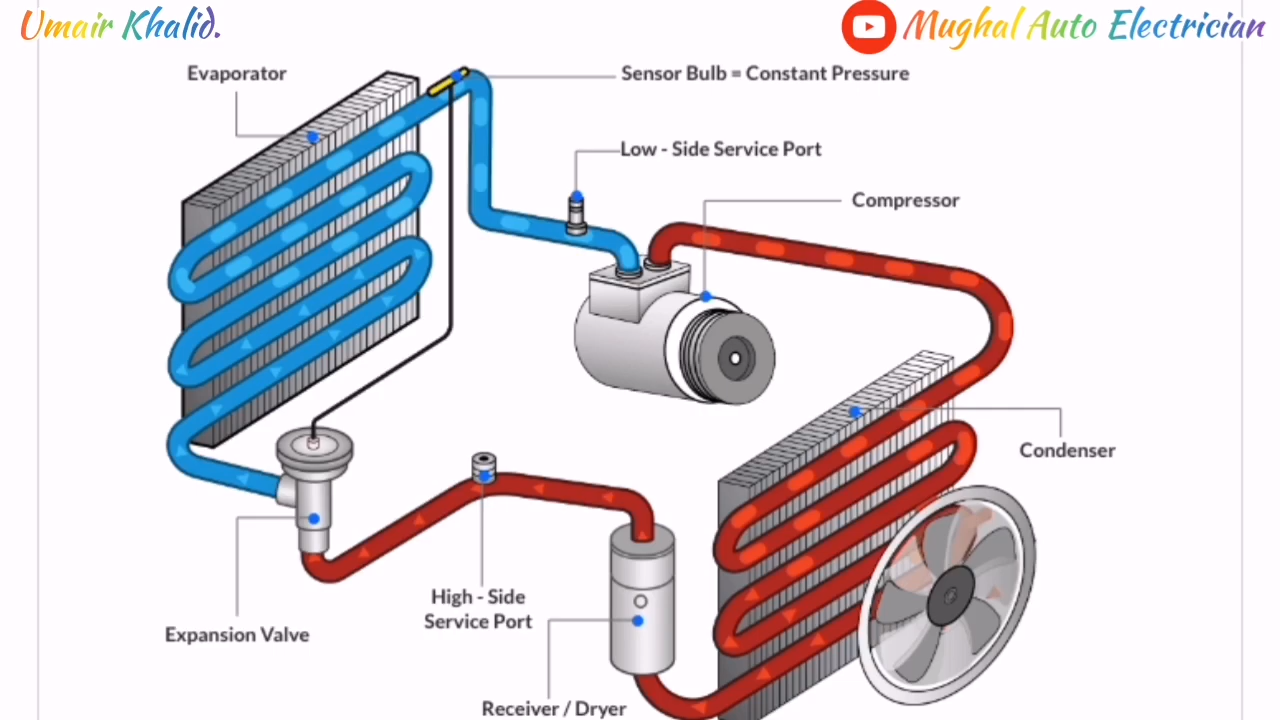 Umair Khalid.
Mughal Auto Electrician
Evaporator
Sensor Bulb = Constant Pressure
Low - Side Service Port
Compressor
Condenser
High - Side
Service Port
Expansion Valve
Receiver / Dryer